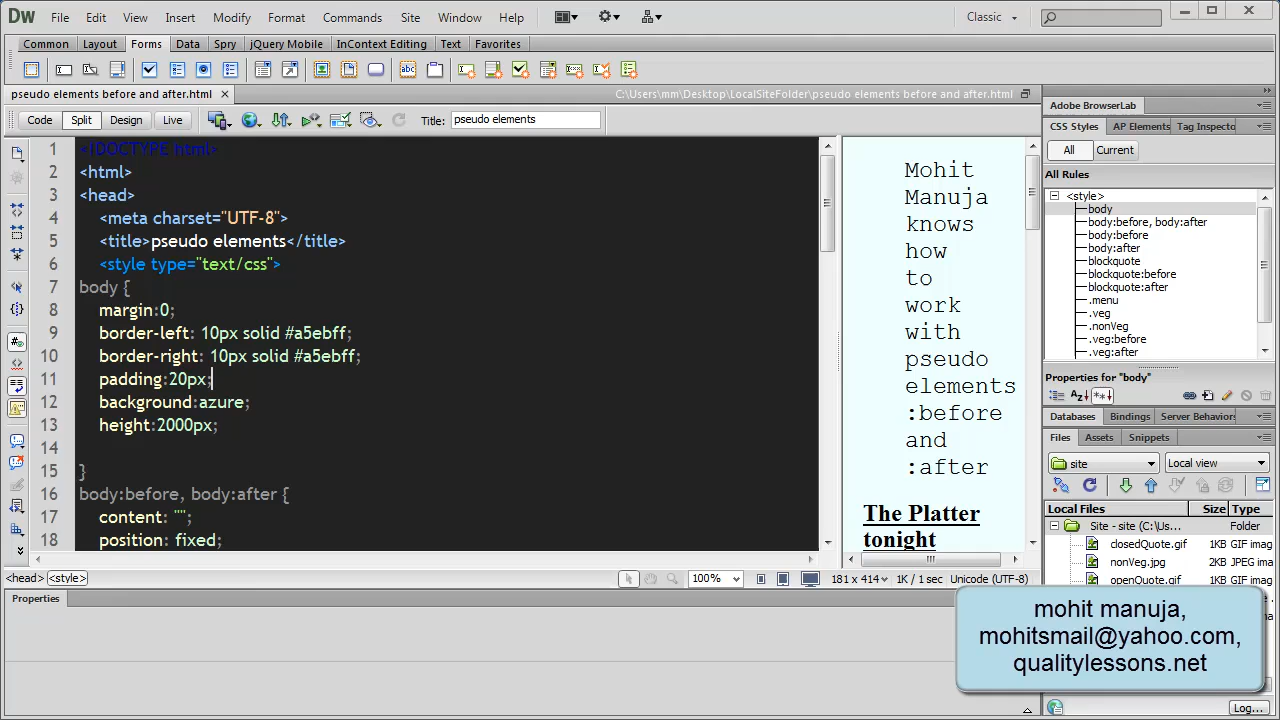 Dw File Edit View Insert Modify Format Commands Site Window Help Classic
Common Layout Forms Data Spry jQuery Mobile InContext Editing Text Favorites
pseudo elements before and after.html
C:\Users\mm\Desktop\LocalSiteFolder\pseudo elements before and after.html
Code Split Design Live Title: pseudo elements
1 <!DOCTYPE html>
2 <html>
3 <head>
4 <meta charset="UTF-8">
5 <title>pseudo elements</title>
6 <style type="text/css">
7 body {
8 margin:0;
9 border-left: 10px solid #a5ebff;
10 border-right: 10px solid #a5ebff;
11 padding:20px;
12 background:azure;
13 height:2000px;
14
15 }
16 body:before, body:after {
17 content: "";
18 position: fixed;
Mohit
Manuja
knows
how
to
work
with
pseudo
elements
:before
and
:after
The Platter
tonight
<head> <style>
100% 181 x 414 1K / 1 sec Unicode (UTF-8)
Properties
Adobe BrowserLab
CSS Styles AP Elements Tag Inspecto
All Current
All Rules
<style>
body
body:before, body:after
body:before
body:after
blockquote
blockquote:before
blockquote:after
.menu
.veg
.nonVeg
.veg:before
.veg:after
Properties for "body"
Databases Bindings Server Behaviors
Files Assets Snippets
site Local view
Local Files Size Type
Site - site (C:\Us... Folder
closedQuote.gif 1KB GIF imag
nonVeg.jpg 2KB JPEG ima
openQuote.gif 1KB GIF imag
mohit manuja,
mohitsmail@yahoo.com,
qualitylessons.net
Log...